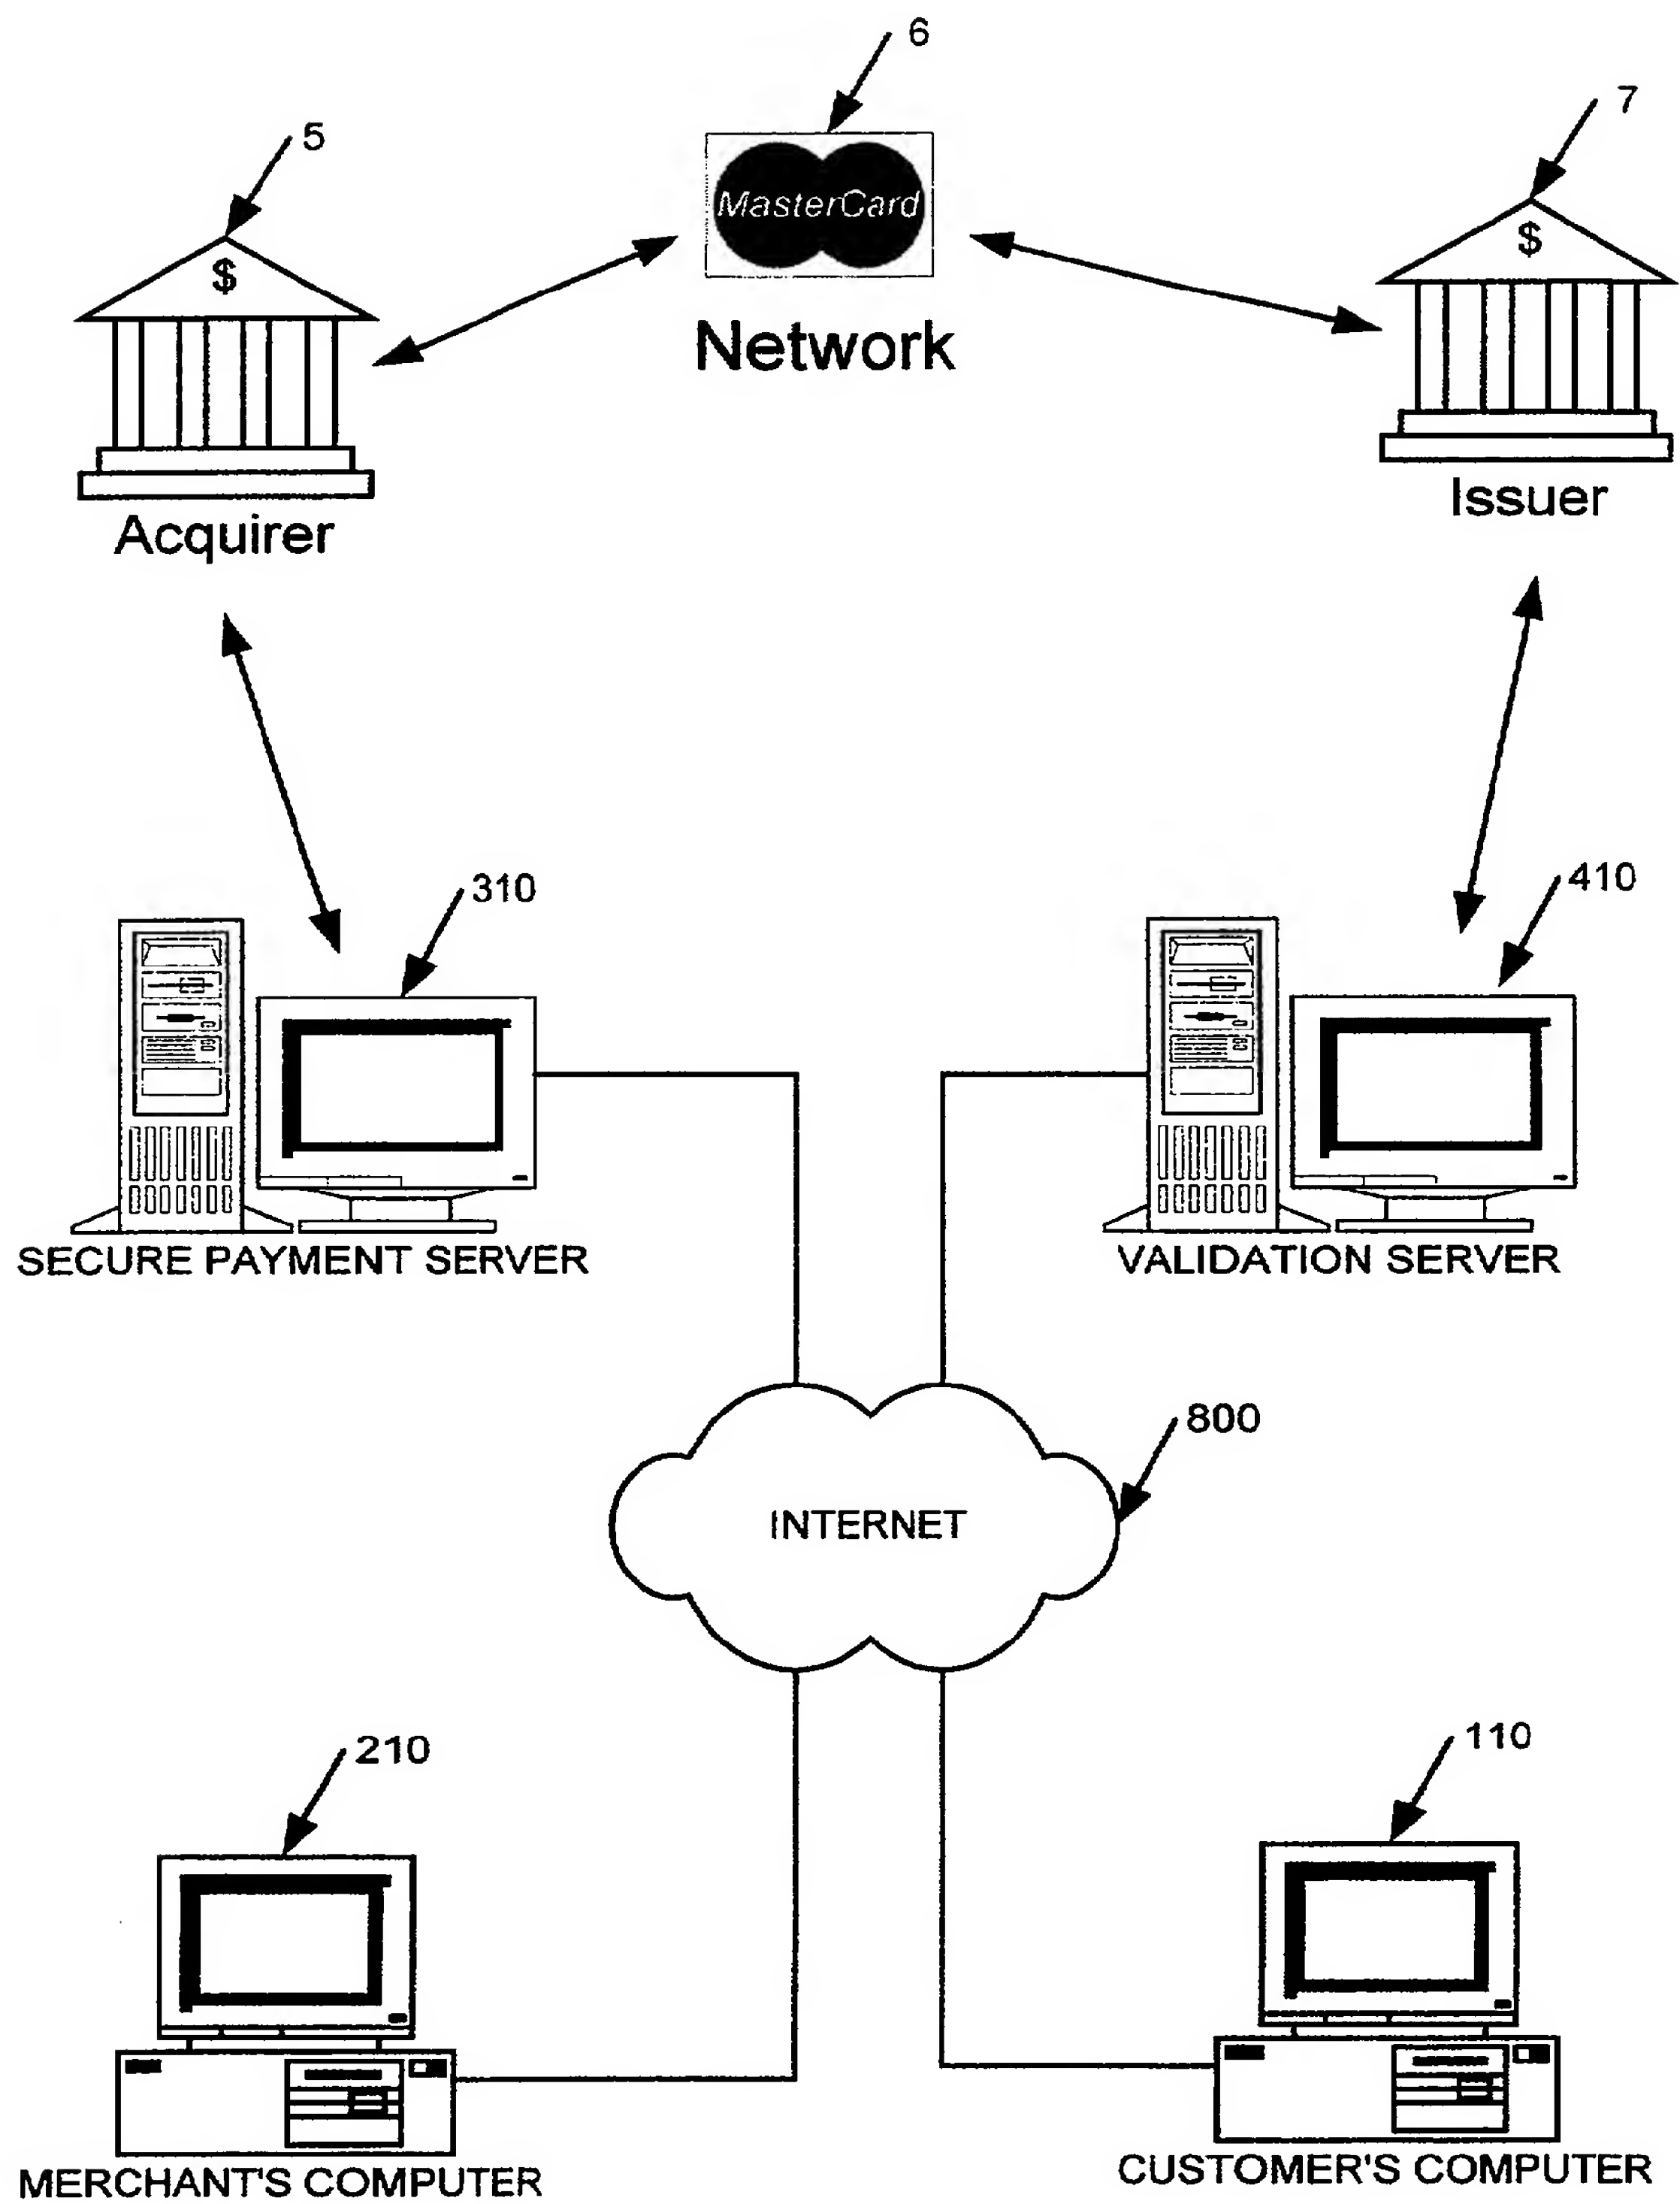 6
7
5
MasterCard
$
$
Network
Issuer
Acquirer
310
410
SECURE PAYMENT SERVER
VALIDATION SERVER
800
INTERNET
210
110
MERCHANT'S COMPUTER
CUSTOMER'S COMPUTER